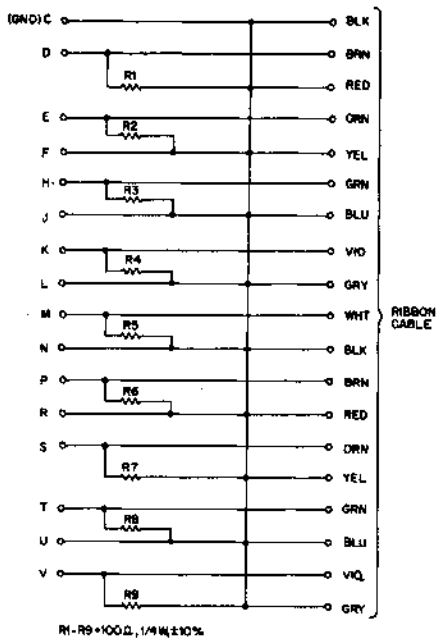 (GND) C BLK
D BRN
R1
RED
E GRN
R2
F YEL
H GRN
R3
J BLU
K VIO
R4
L GRY
M WHT
RIBBON
CABLE
R5
N BLK
P BRN
R6
R RED
S ORN
R7
YEL
T GRN
R8
U BLU
V VIO
R9
GRY
R1-R9=100Ω, 1/4W,±10%